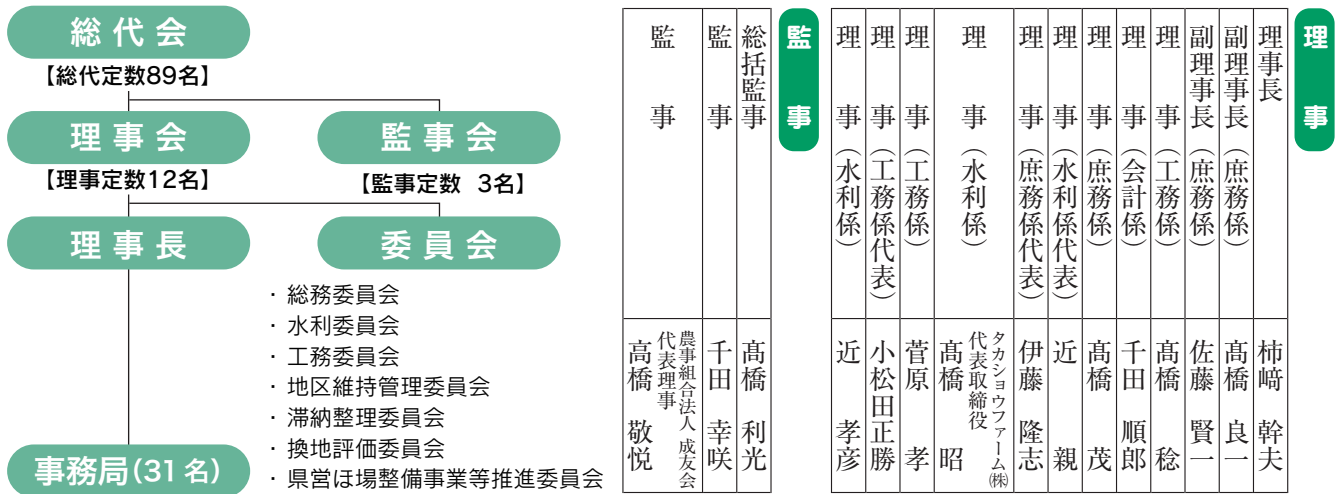 総代会
【総代定数89名】
理事会
【理事定数12名】
監事会
【監事定数 3名】
理事長
委員会
・総務委員会
・水利委員会
・工務委員会
・地区維持管理委員会
・滞納整理委員会
・換地評価委員会
・県営ほ場整備事業等推進委員会
事務局(31名)
理事
理事長 柿﨑 幹夫
副理事長(庶務係) 髙橋 良一
副理事長(庶務係) 佐藤 賢一
理事(工務係) 髙橋 稔
理事(会計係) 千田 順郎
理事(庶務係) 髙橋 茂
理事(水利係代表) 近 親
理事(庶務係代表) 伊藤 隆志
理事(水利係) タカショウファーム㈱
代表取締役
髙橋 昭
理事(工務係) 菅原 孝
理事(工務係代表) 小松田正勝
理事(水利係) 近 孝彦
監事
総括監事 髙橋 利光
監事 千田 幸咲
監事 農事組合法人 成友会
代表理事
高橋 敬悦